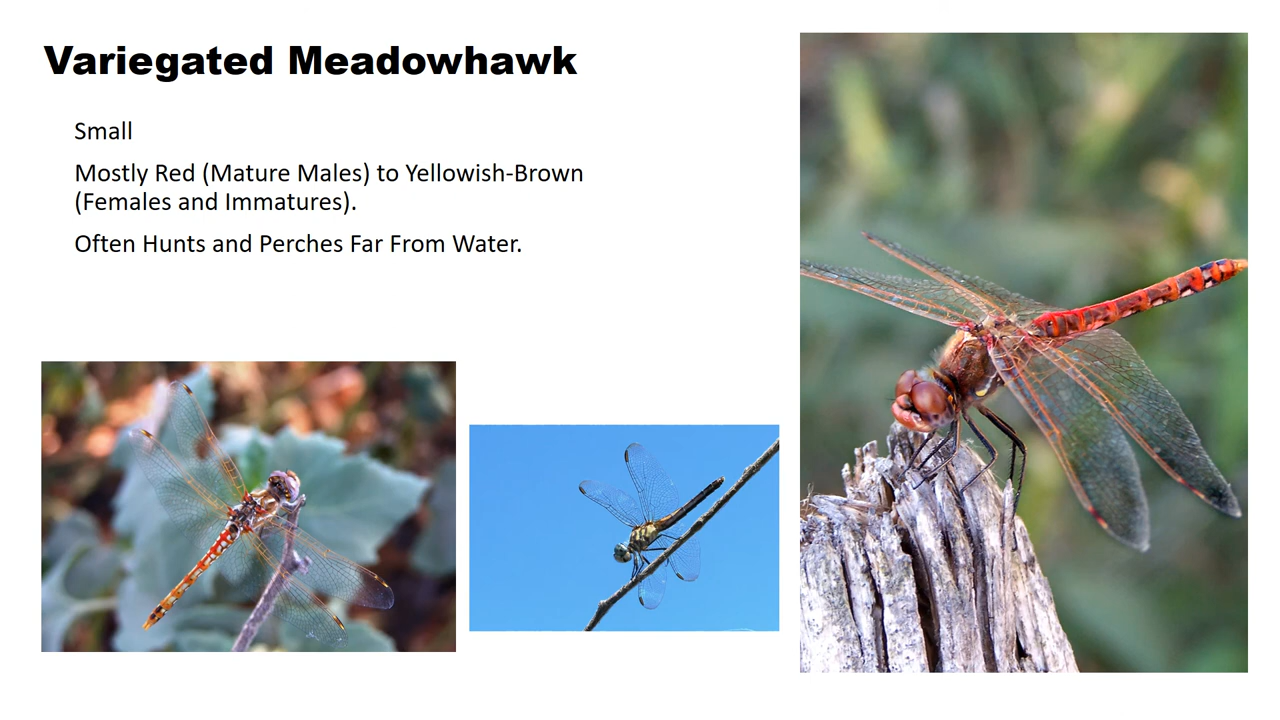 Variegated Meadowhawk
Small
Mostly Red (Mature Males) to Yellowish-Brown
(Females and Immatures).
Often Hunts and Perches Far From Water.